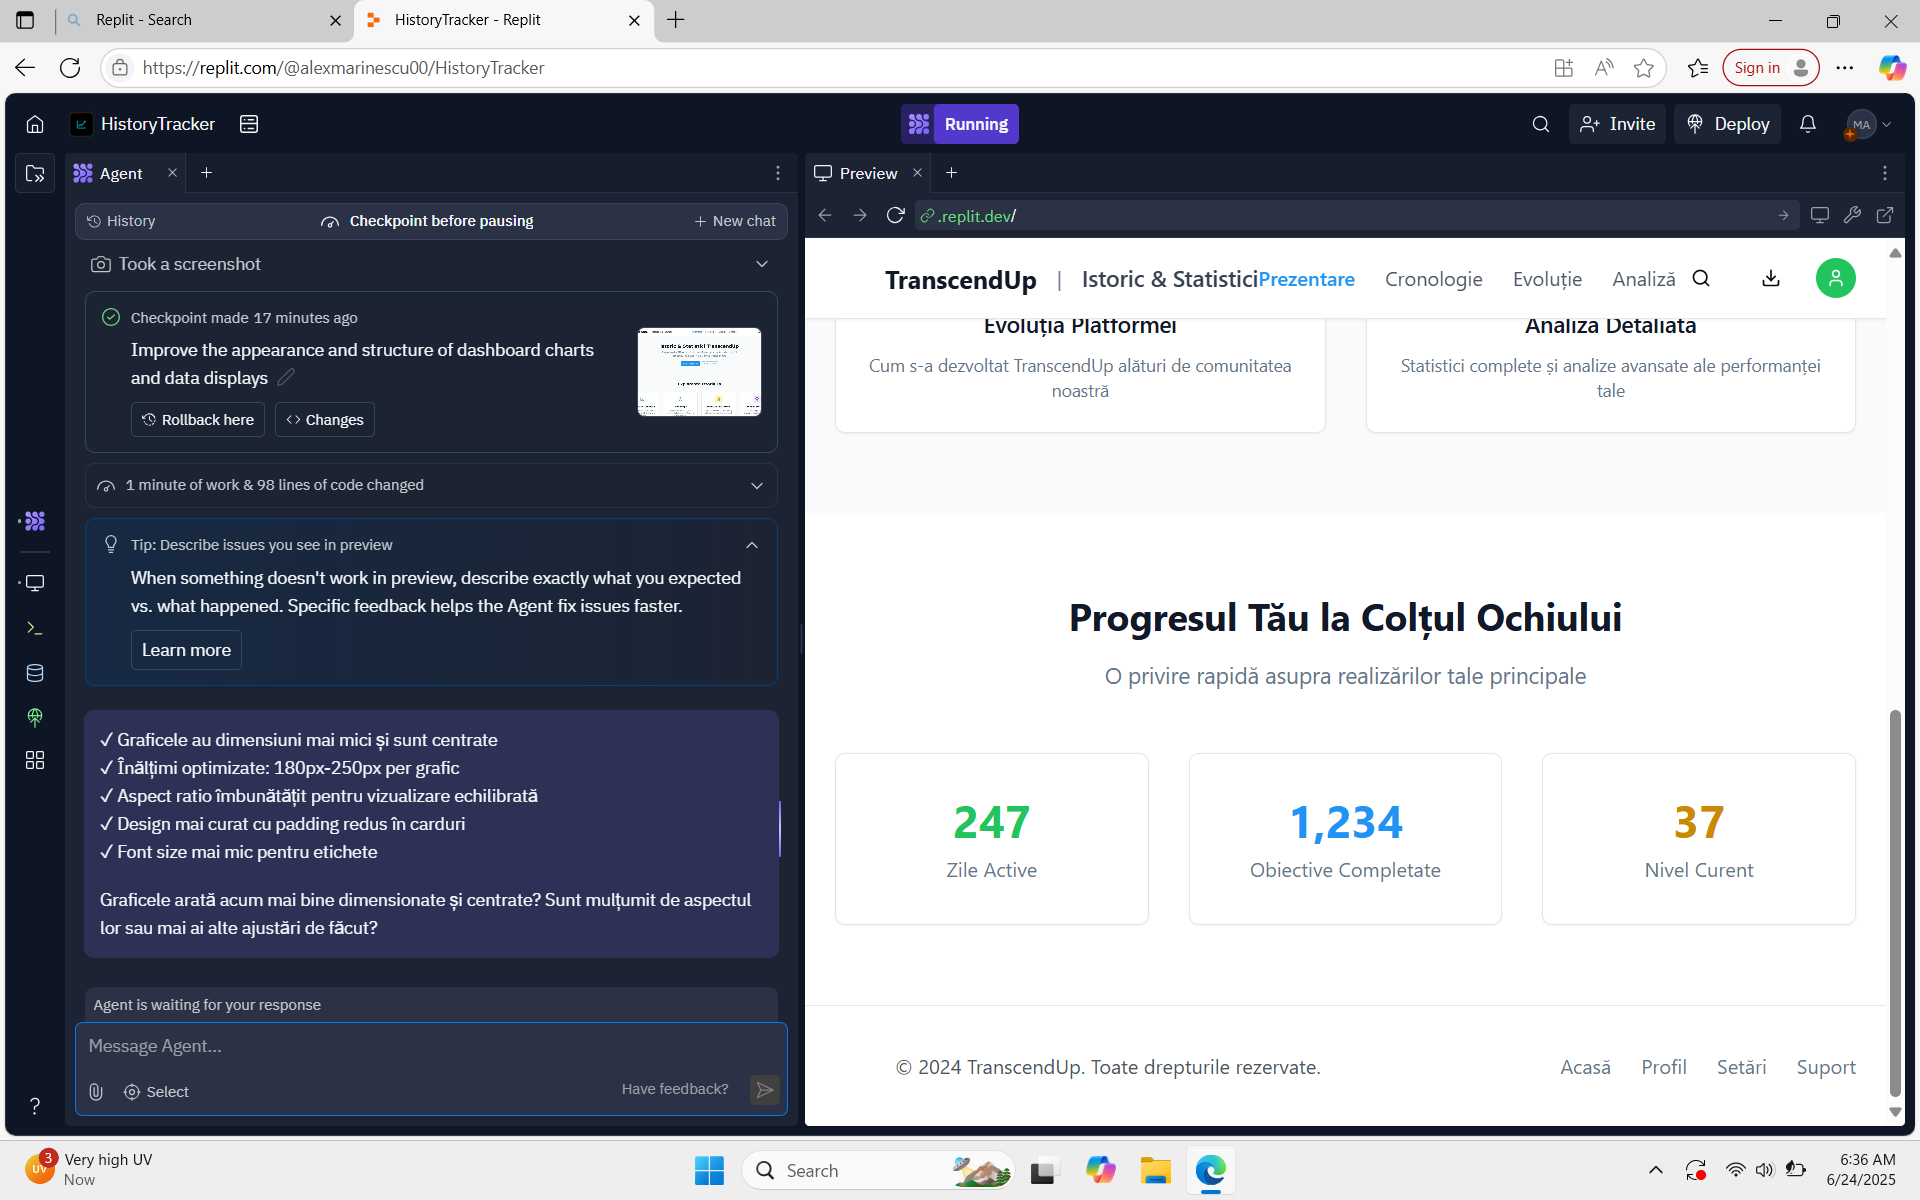 Replit - Search
HistoryTracker - Replit
https://replit.com/@alexmarinescu00/HistoryTracker
Sign in
HistoryTracker
Running
Invite
Deploy
MA
Agent
History
Checkpoint before pausing
New chat
Took a screenshot
Checkpoint made 17 minutes ago
Improve the appearance and structure of dashboard charts
and data displays
Rollback here
Changes
1 minute of work & 98 lines of code changed
Tip: Describe issues you see in preview
When something doesn't work in preview, describe exactly what you expected
vs. what happened. Specific feedback helps the Agent fix issues faster.
Learn more
✓ Graficele au dimensiuni mai mici și sunt centrate
✓ Înălțimi optimizate: 180px-250px per grafic
✓ Aspect ratio îmbunătățit pentru vizualizare echilibrată
✓ Design mai curat cu padding redus în carduri
✓ Font size mai mic pentru etichete
Graficele arată acum mai bine dimensionate și centrate? Sunt mulțumit de aspectul
lor sau mai ai alte ajustări de făcut?
Agent is waiting for your response
Message Agent...
Select
Have feedback?
Preview
.replit.dev/
TranscendUp | Istoric & Statistici
Prezentare
Cronologie
Evoluție
Analiză
Evoluția Platformei
Cum s-a dezvoltat TranscendUp alături de comunitatea
noastră
Analiză Detaliată
Statistici complete și analize avansate ale performanței
tale
Progresul Tău la Colțul Ochiului
O privire rapidă asupra realizărilor tale principale
247
Zile Active
1,234
Obiective Completate
37
Nivel Curent
© 2024 TranscendUp. Toate drepturile rezervate.
Acasă
Profil
Setări
Suport
UV
3
Very high UV
Now
Search
6:36 AM
6/24/2025